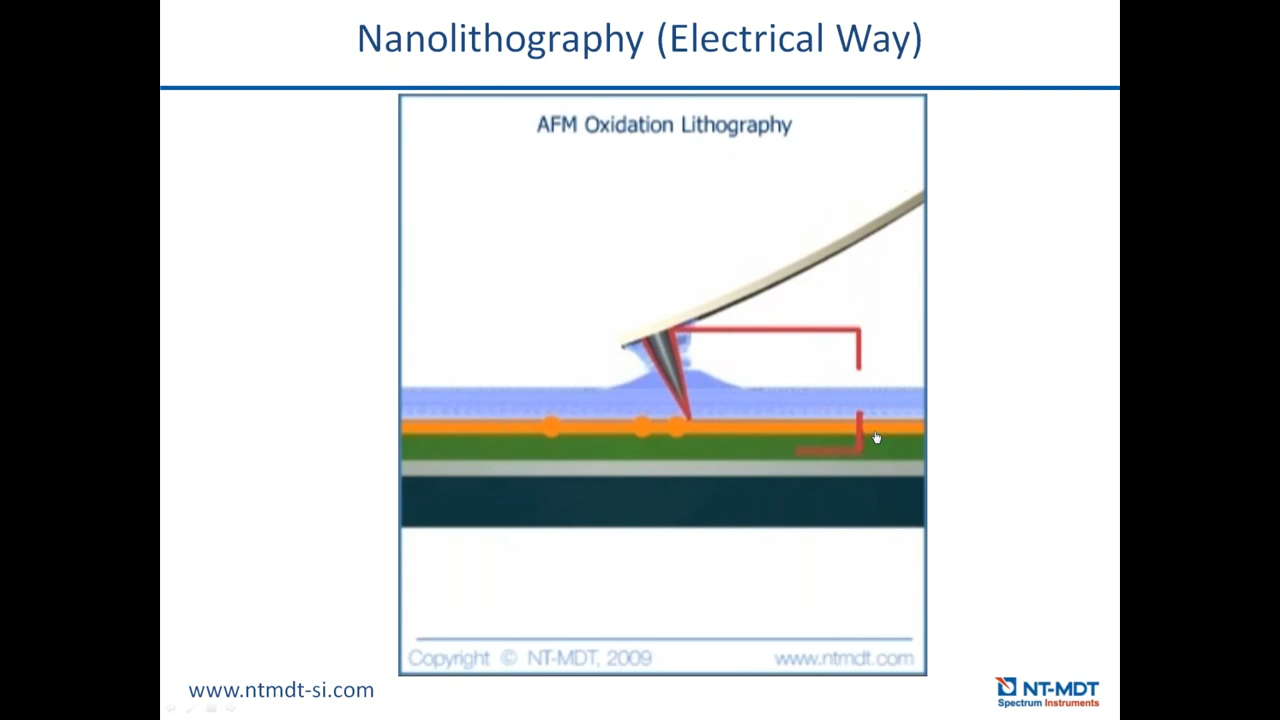 Nanolithography (Electrical Way)
AFM Oxidation Lithography
Copyright © NT-MDT, 2009
www.ntmdt.com
www.ntmdt-si.com
NT-MDT
Spectrum Instruments